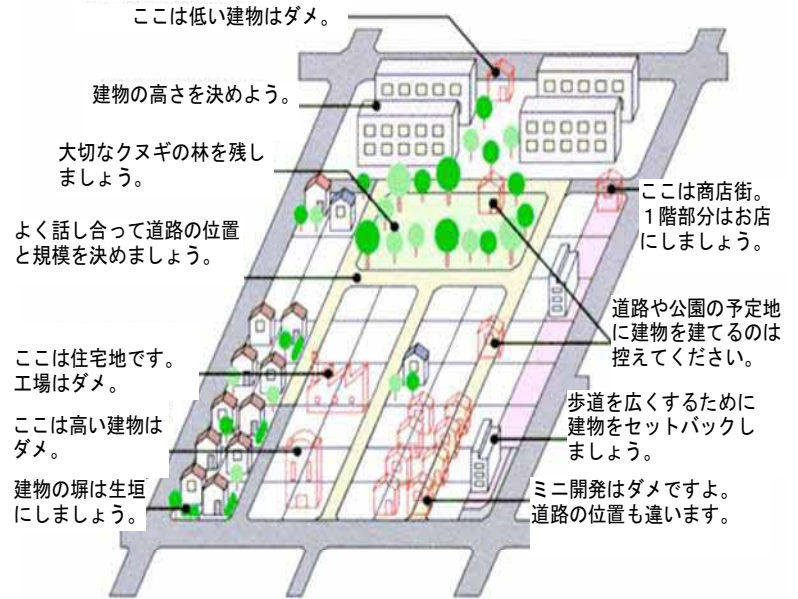 ここは低い建物はダメ。
建物の高さを決めよう。
大切なクヌギの林を残し
ましょう。
よく話し合って道路の位置
と規模を決めましょう。
ここは住宅地です。
工場はダメ。
ここは高い建物は
ダメ。
建物の塀は生垣
にしましょう。
ここは商店街。
１階部分はお店
にしましょう。
道路や公園の予定地
に建物を建てるのは
控えてください。
歩道を広くするために
建物をセットバックし
ましょう。
ミニ開発はダメですよ。
道路の位置も違います。